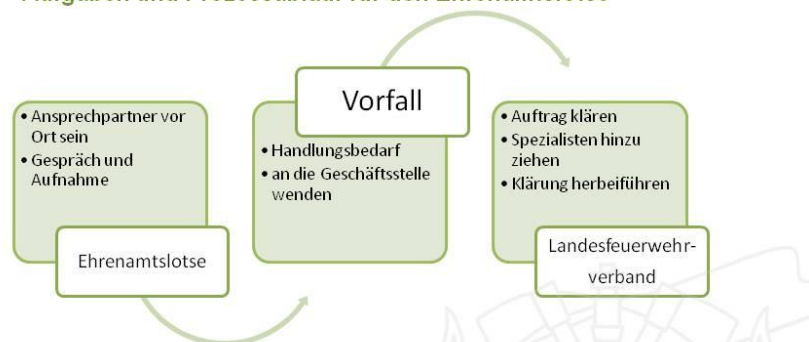 • Ansprechpartner vor
Ort sein
• Gespräch und
Aufnahme
Ehrenamtslotse
Vorfall
• Handlungsbedarf
• an die Geschäftsstelle
wenden
• Auftrag klären
• Spezialisten hinzu
ziehen
• Klärung herbeiführen
Landesfeuerwehr-
verband